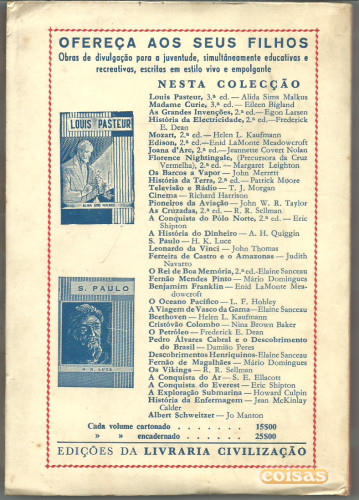 OFEREÇA AOS SEUS FILHOS
Obras de divulgação para a juventude, simultâneamente educativas e
recreativas, escritas em estilo vivo e empolgante
NESTA COLECÇÃO
Louis Pasteur, 3.ª ed. — Alida Sims Malkus
Madame Curie, 3.ª ed. — Eileen Bigland
As Grandes Invenções, 2.ª ed. — Egon Larsen
História da Electricidade, 2.ª ed. — Frederick
E. Dean
Mozart, 2.ª ed. — Helen L. Kaufmann
Edison, 2.ª ed. — Enid LaMonte Meadowcroft
Joana d'Arc, 2.ª ed. — Jeannette Covert Nolan
Florence Nightingale, (Precursora da Cruz
Vermelha), 2.ª ed. — Margaret Leighton
Os Barcos a Vapor — John Merrett
História da Terra, 2.ª ed. — Patrick Moore
Televisão e Rádio — T. J. Morgan
Cinema — Richard Harrison
Pioneiros da Aviação — John W. R. Taylor
As Cruzadas, 2.ª ed. — R. R. Sellman
A Conquista do Pólo Norte, 2.ª ed. — Eric
Shipton
A História do Dinheiro — A. H. Quiggin
S. Paulo — H. K. Luce
Leonardo da Vinci — John Thomas
Ferreira de Castro e o Amazonas — Judith
Navarro
O Rei de Boa Memória, 2.ª ed. - Elaine Sanceau
Fernão Mendes Pinto — Mário Domingues
Benjamim Franklin — Enid LaMonte Mea-
dowcroft
O Oceano Pacífico — L. F. Hobley
A Viagem de Vasco da Gama — Elaine Sanceau
Beethoven — Helen L. Kaufmann
Cristóvão Colombo — Nina Brown Baker
O Petróleo — Frederick E. Dean
Pedro Álvares Cabral e o Descobrimento
do Brasil — Damião Peres
Descobrimentos Henriquinos — Elaine Sanceau
Fernão de Magalhães — Mário Domingues
Os Vikings — R. R. Sellman
A Conquista do Ar — S. E. Ellacott
A Conquista do Everest — Eric Shipton
A Exploração Submarina — Howard Culpin
História da Enfermagem — Jean McKinlay
Calder
Albert Schweitzer — Jo Manton
LOUIS PASTEUR
ALIDA SIMS MALKUS
S. PAULO
H. K. LUCE
Cada volume cartonado . . . . . . . 15$00
» » encadernado . . . . . . 25$00
EDIÇÕES DA LIVRARIA CIVILIZAÇÃO
coisas